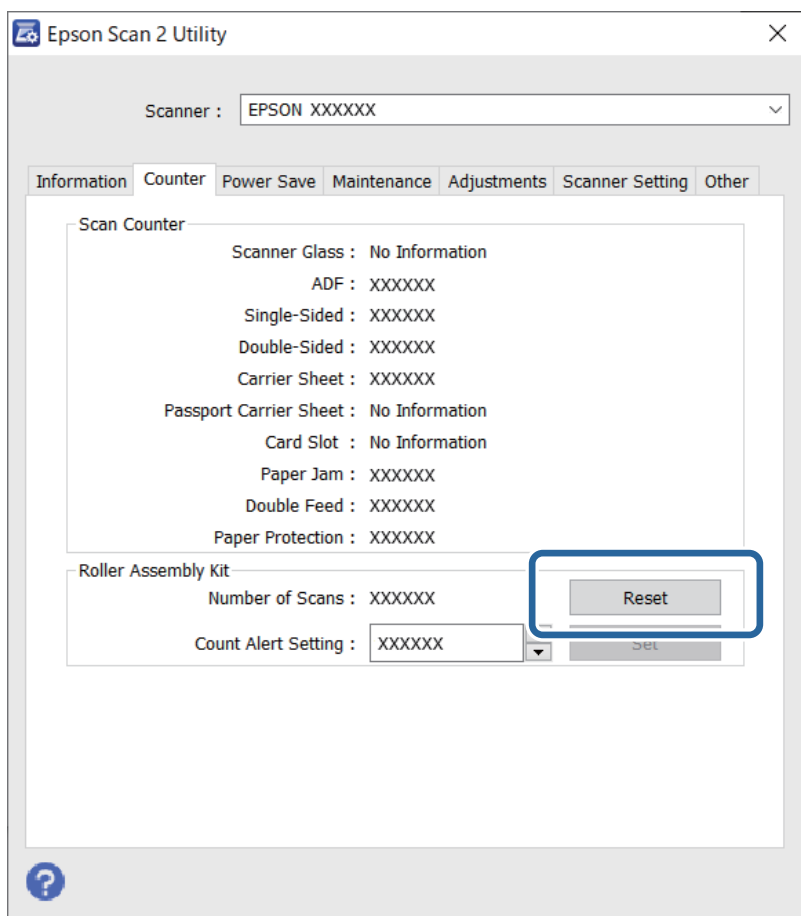 Epson Scan 2 Utility
Scanner : EPSON XXXXXX
Information Counter Power Save Maintenance Adjustments Scanner Setting Other
Scan Counter
Scanner Glass : No Information
ADF : XXXXXX
Single-Sided : XXXXXX
Double-Sided : XXXXXX
Carrier Sheet : XXXXXX
Passport Carrier Sheet : No Information
Card Slot : No Information
Paper Jam : XXXXXX
Double Feed : XXXXXX
Paper Protection : XXXXXX
Roller Assembly Kit
Number of Scans : XXXXXX Reset
Count Alert Setting : XXXXXX Set
?